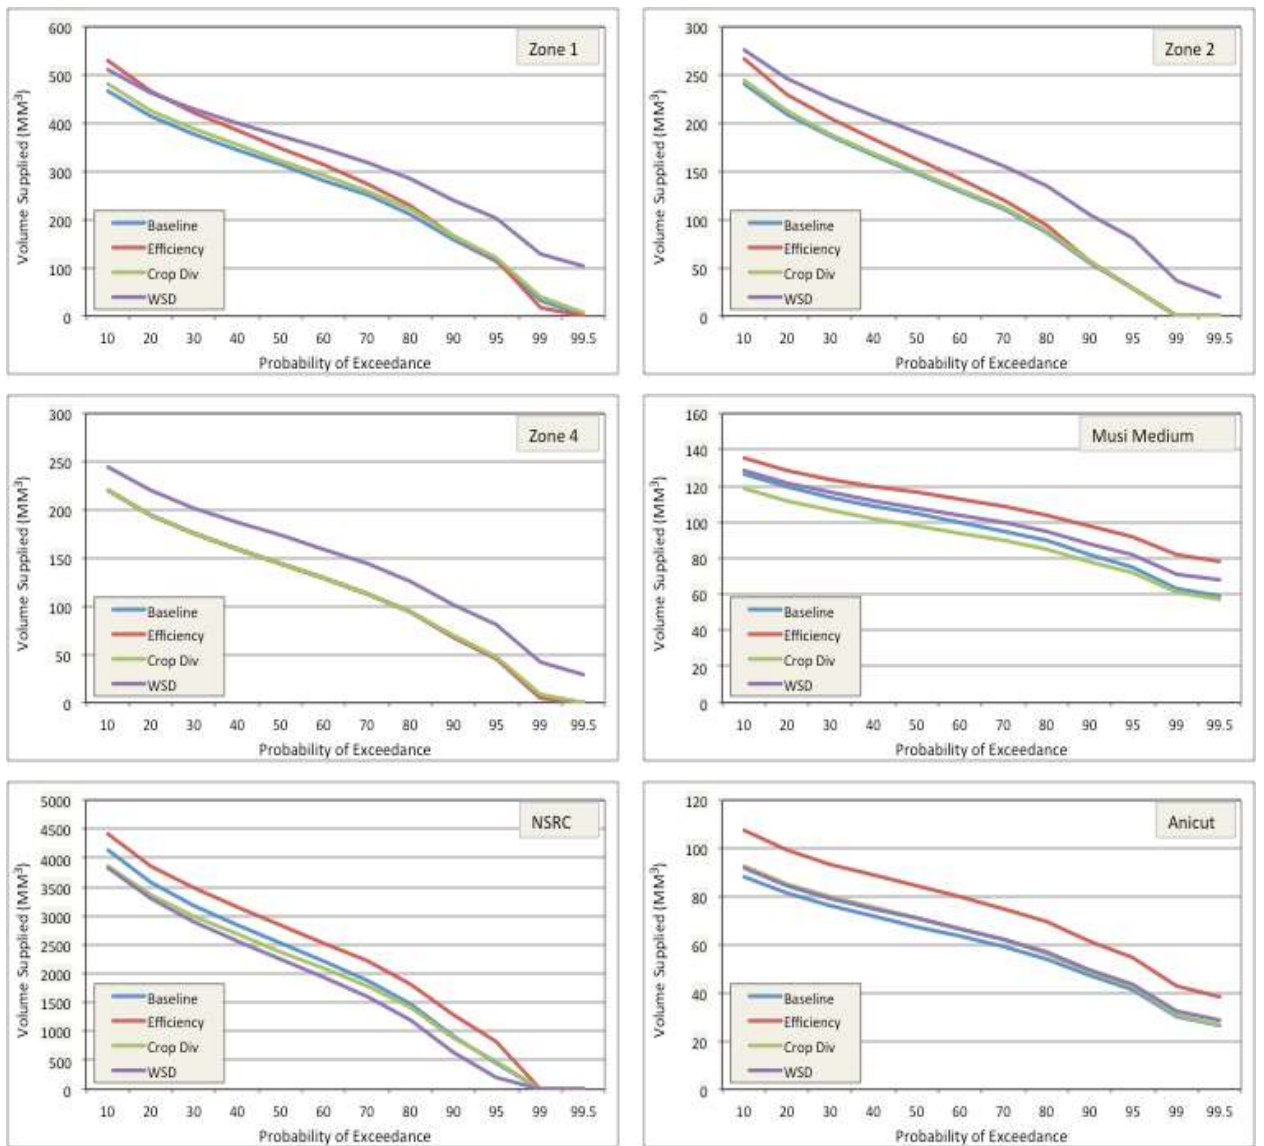 Zone 1
Volume Supplied (MM³)
600
500
400
300
200
100
0
Baseline
Efficiency
Crop Div
WSD
10 20 30 40 50 60 70 80 90 95 99 99.5
Probability of Exceedance
Zone 2
Volume Supplied (MM³)
300
250
200
150
100
50
0
Baseline
Efficiency
Crop Div
WSD
10 20 30 40 50 60 70 80 90 95 99 99.5
Probability of Exceedance
Zone 4
Volume Supplied (MM³)
300
250
200
150
100
50
0
Baseline
Efficiency
Crop Div
WSD
10 20 30 40 50 60 70 80 90 95 99 99.5
Probability of Exceedance
Musi Medium
Volume Supplied (MM³)
160
140
120
100
80
60
40
20
0
Baseline
Efficiency
Crop Div
WSD
10 20 30 40 50 60 70 80 90 95 99 99.5
Probability of Exceedance
NSRC
Volume Supplied (MM³)
5000
4500
4000
3500
3000
2500
2000
1500
1000
500
0
Baseline
Efficiency
Crop Div
WSD
10 20 30 40 50 60 70 80 90 95 99 99.5
Probability of Exceedance
Anicut
Volume Supplied (MM³)
120
100
80
60
40
20
0
Baseline
Efficiency
Crop Div
WSD
10 20 30 40 50 60 70 80 90 95 99 99.5
Probability of Exceedance